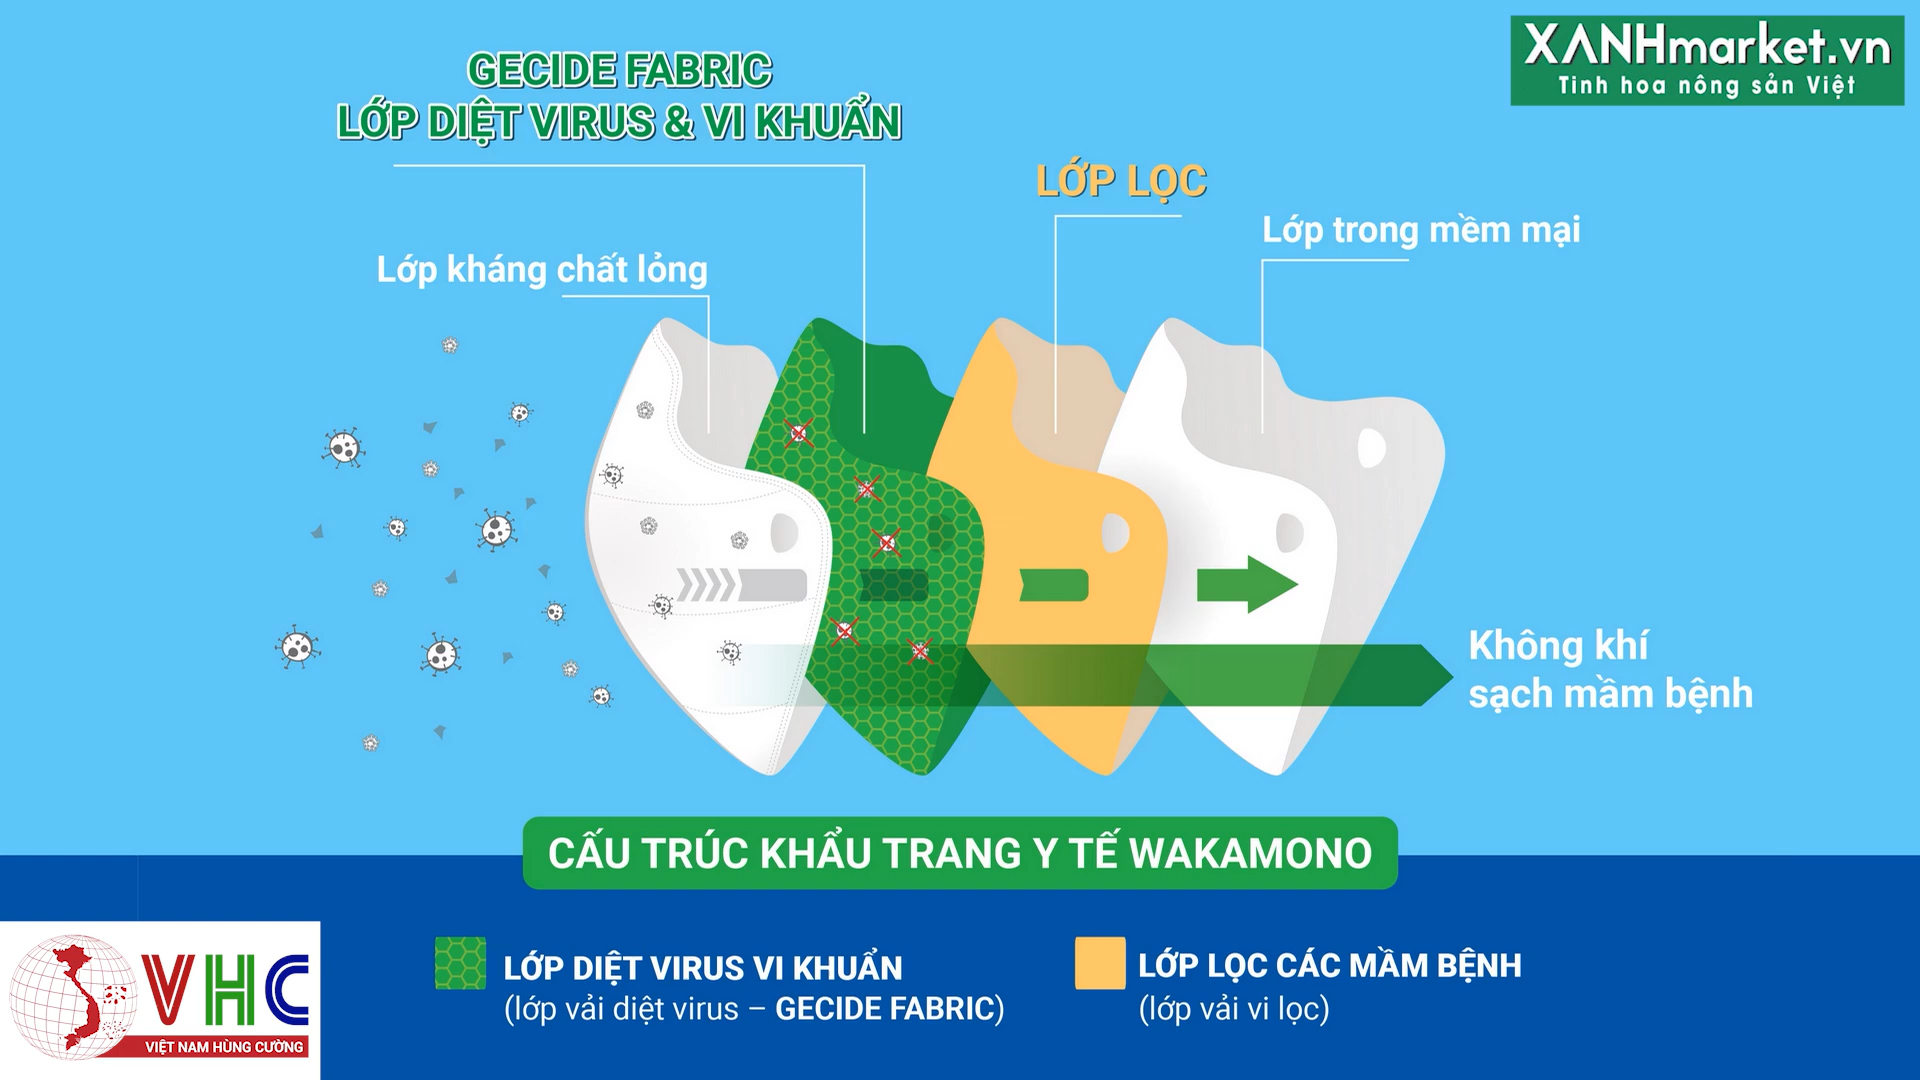 XANHmarket.vn
Tinh hoa nông sản Việt
GECIDE FABRIC
LỚP DIỆT VIRUS & VI KHUẨN
LỚP LỌC
Lớp trong mềm mại
Lớp kháng chất lỏng
Không khí
sạch mầm bệnh
CẤU TRÚC KHẨU TRANG Y TẾ WAKAMONO
LỚP DIỆT VIRUS VI KHUẨN
(lớp vải diệt virus – GECIDE FABRIC)
LỚP LỌC CÁC MẦM BỆNH
(lớp vải vi lọc)
VHC
VIỆT NAM HÙNG CƯỜNG